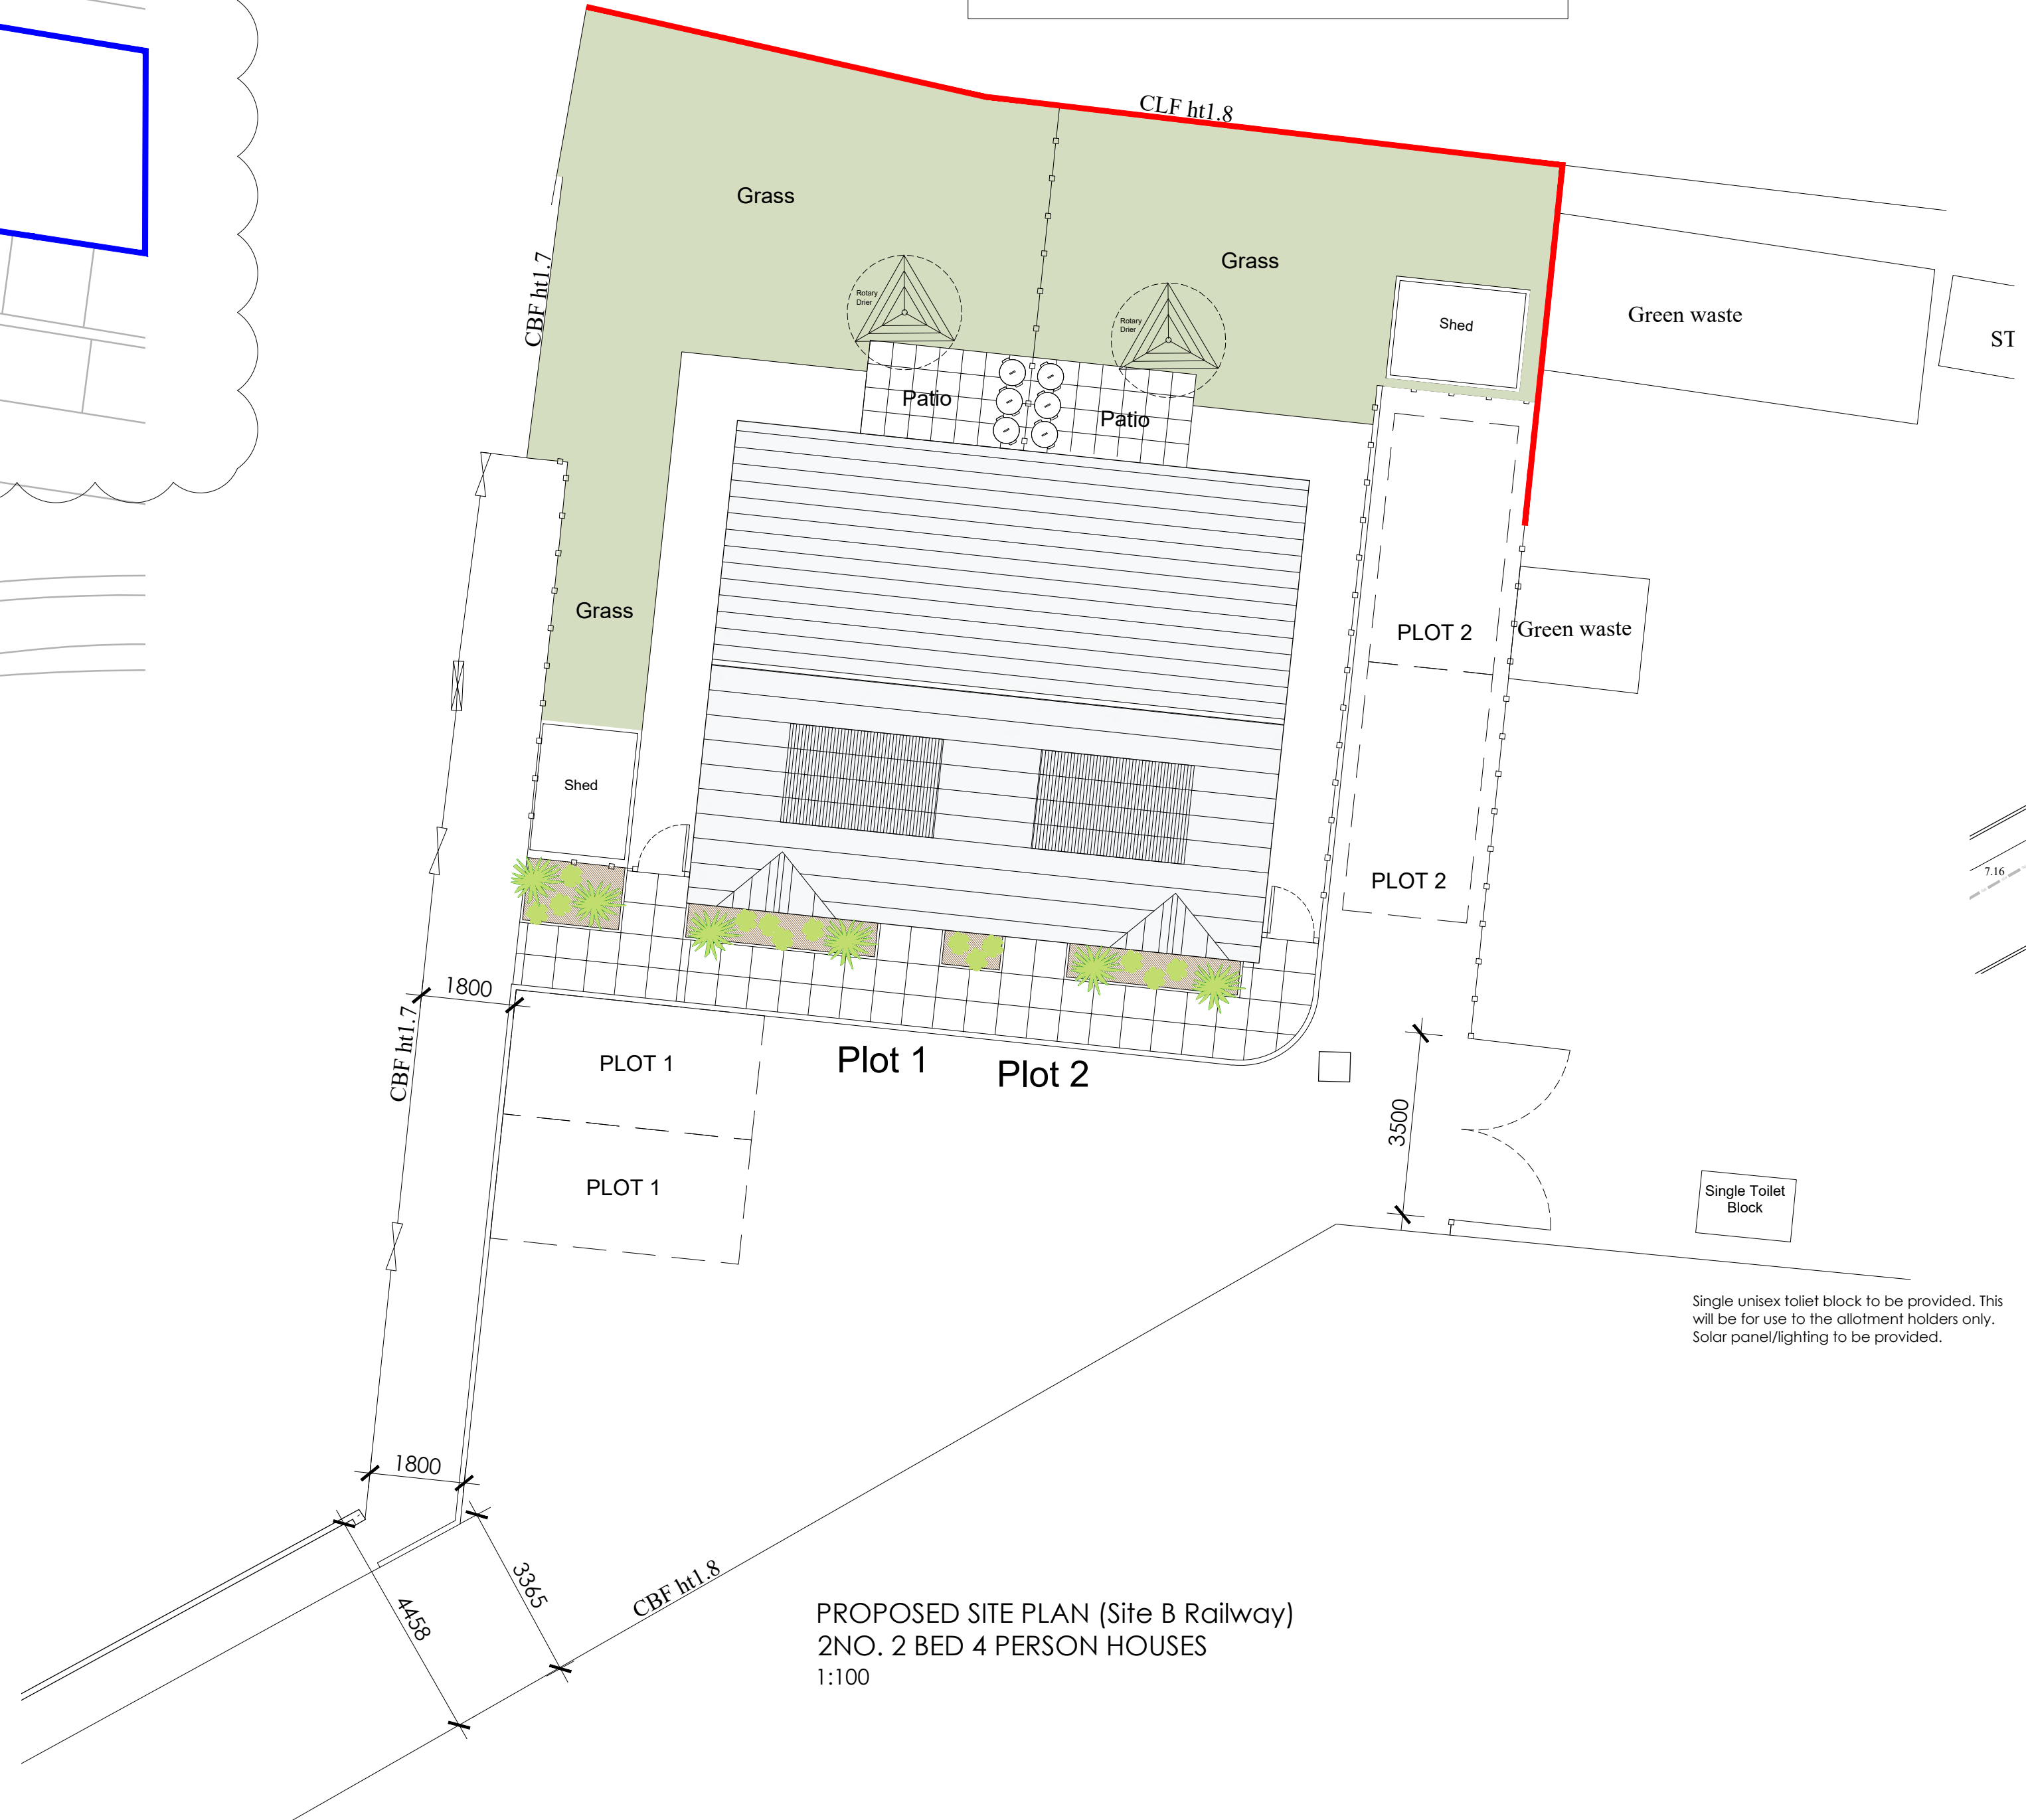 CLF ht1.8
Grass
Grass
CBF ht1.7
Rotary
Drier
Rotary
Drier
Shed
Green waste
ST
Patio
Patio
Grass
PLOT 2
Green waste
Shed
PLOT 2
7.16
1800
CBF ht1.7
PLOT 1
Plot 1
Plot 2
3500
PLOT 1
Single Toilet
Block
Single unisex toliet block to be provided. This
will be for use to the allotment holders only.
Solar panel/lighting to be provided.
1800
3365
4458
CBF ht1.8
PROPOSED SITE PLAN (Site B Railway)
2NO. 2 BED 4 PERSON HOUSES
1:100